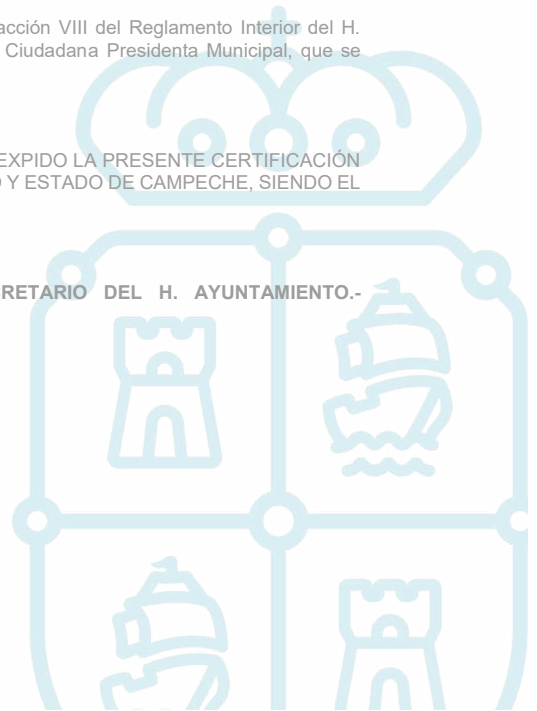 acción VIII del Reglamento Interior del H.
Ciudadana Presidenta Municipal, que se
EXPIDO LA PRESENTE CERTIFICACIÓN
Y ESTADO DE CAMPECHE, SIENDO EL
RETARIO DEL H. AYUNTAMIENTO.-